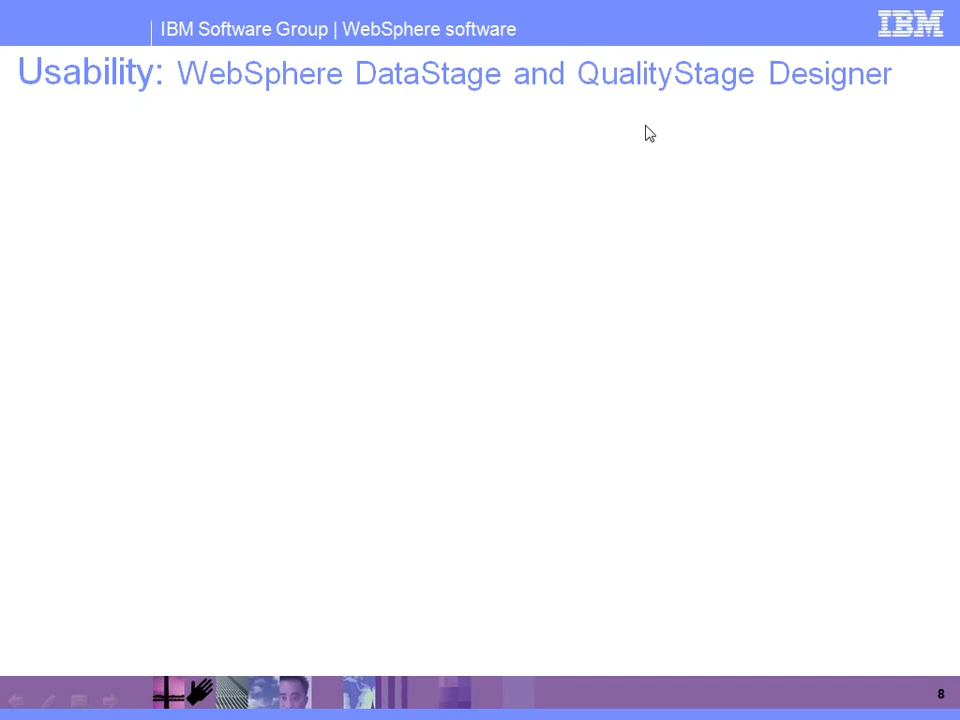 IBM Software Group | WebSphere software
IBM
Usability: WebSphere DataStage and QualityStage Designer
8